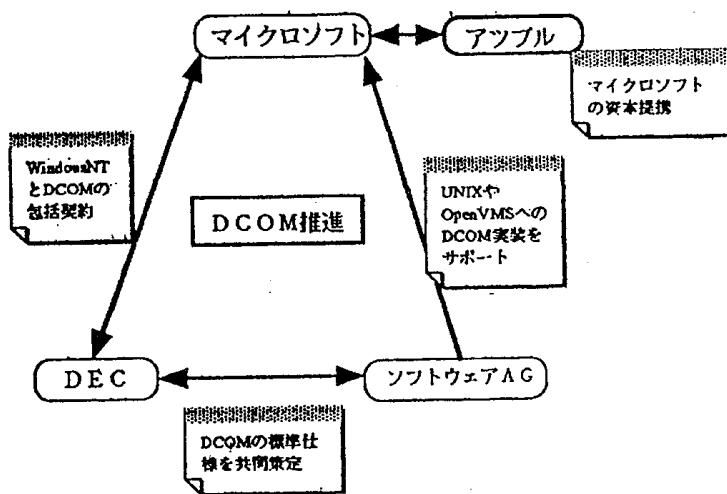 マイクロソフト
アツブル
マイクロソフト
の資本提携
WindowsNT
とDCOMの
包括契約
DCOM推進
UNIXや
OpenVMSへの
DCOM実装を
サポート
DEC
ソフトウェアAG
DCOMの標準仕
様を共同策定